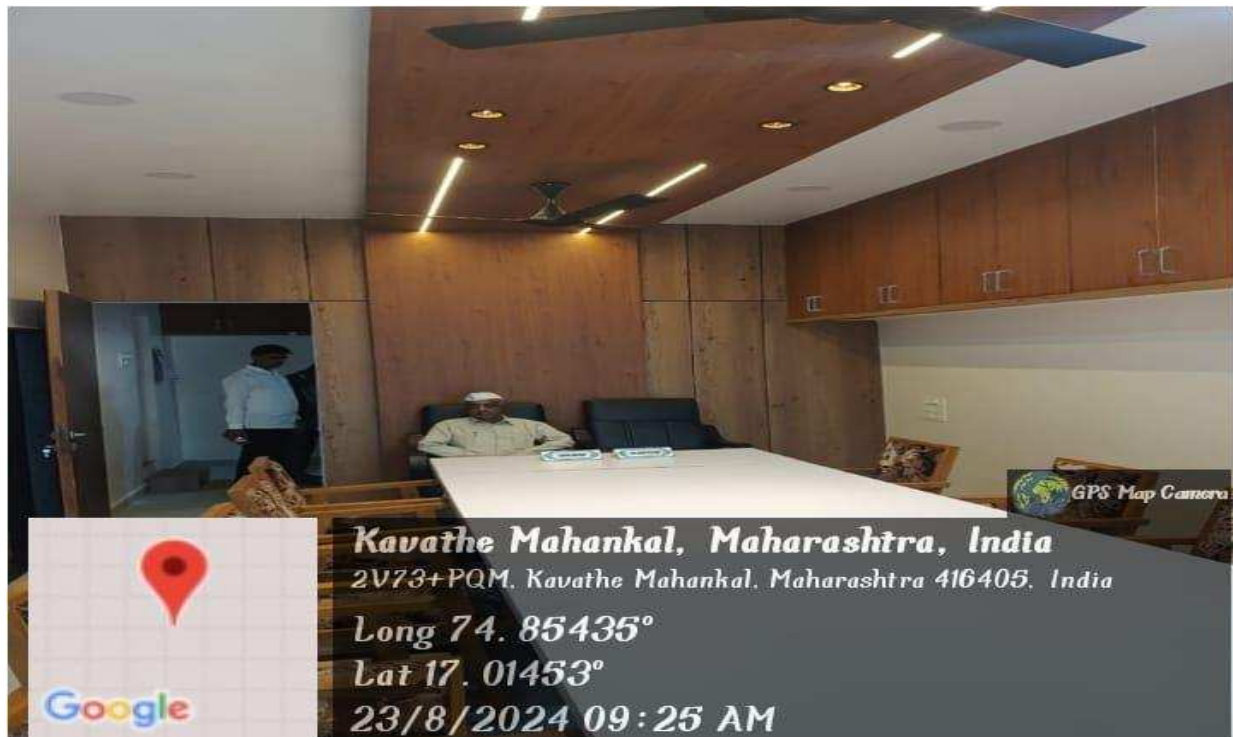 GPS Map Camera
Kavathe Mahankal, Maharashtra, India
2V73+PQM, Kavathe Mahankal, Maharashtra 416405, India
Long 74.85435°
Lat 17.01453°
23/8/2024 09:25 AM
Google